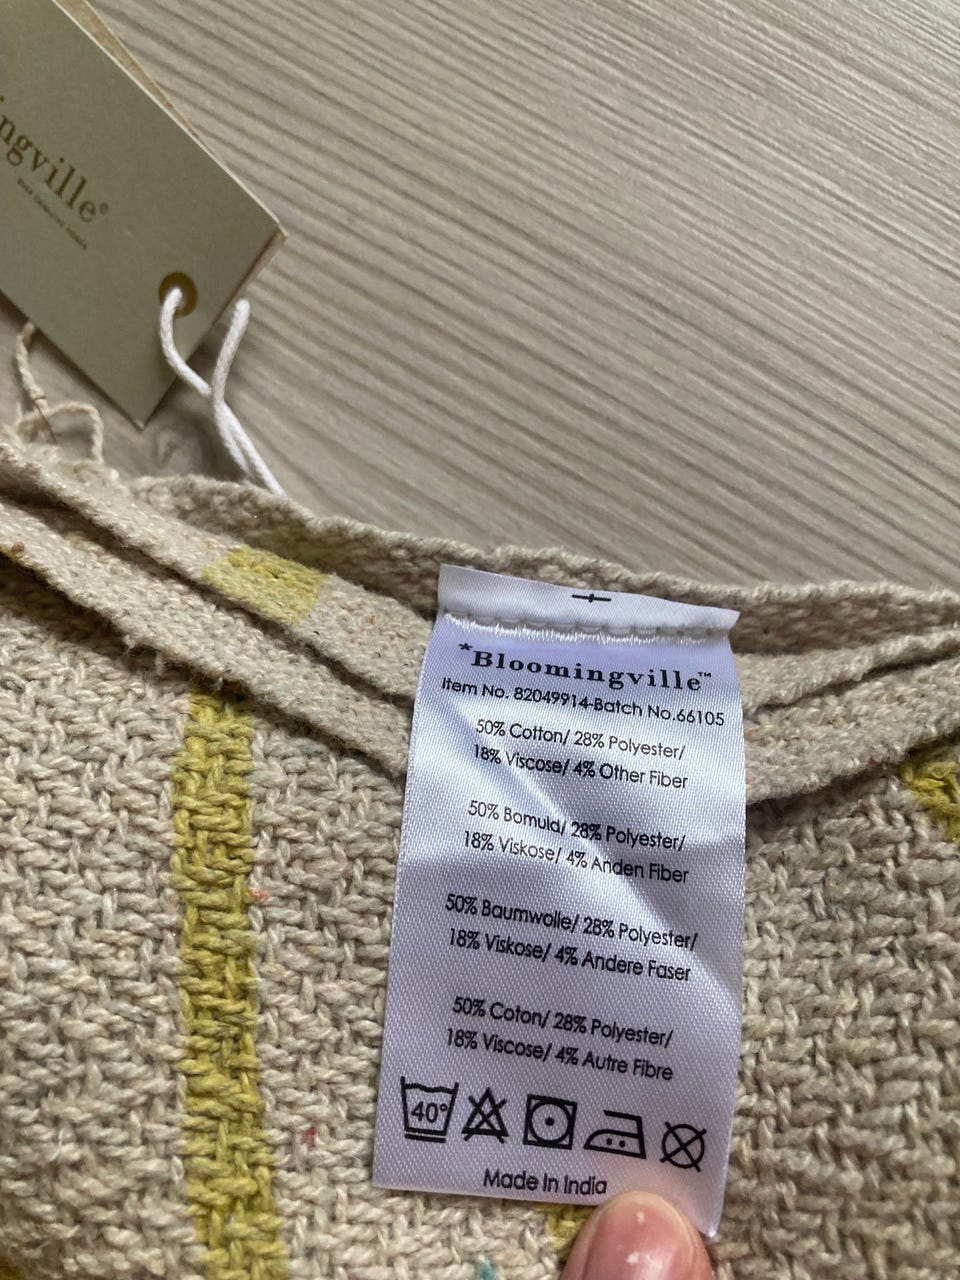 ngville®
*Bloomingville™
Item No. 82049914-Batch No.66105
50% Cotton/ 28% Polyester/
18% Viscose/ 4% Other Fiber
50% Bomuld/ 28% Polyester/
18% Viskose/ 4% Anden Fiber
50% Baumwolle/ 28% Polyester/
18% Viskose/ 4% Andere Faser
50% Coton/ 28% Polyester/
18% Viscose/ 4% Autre Fibre
40°
Made In India